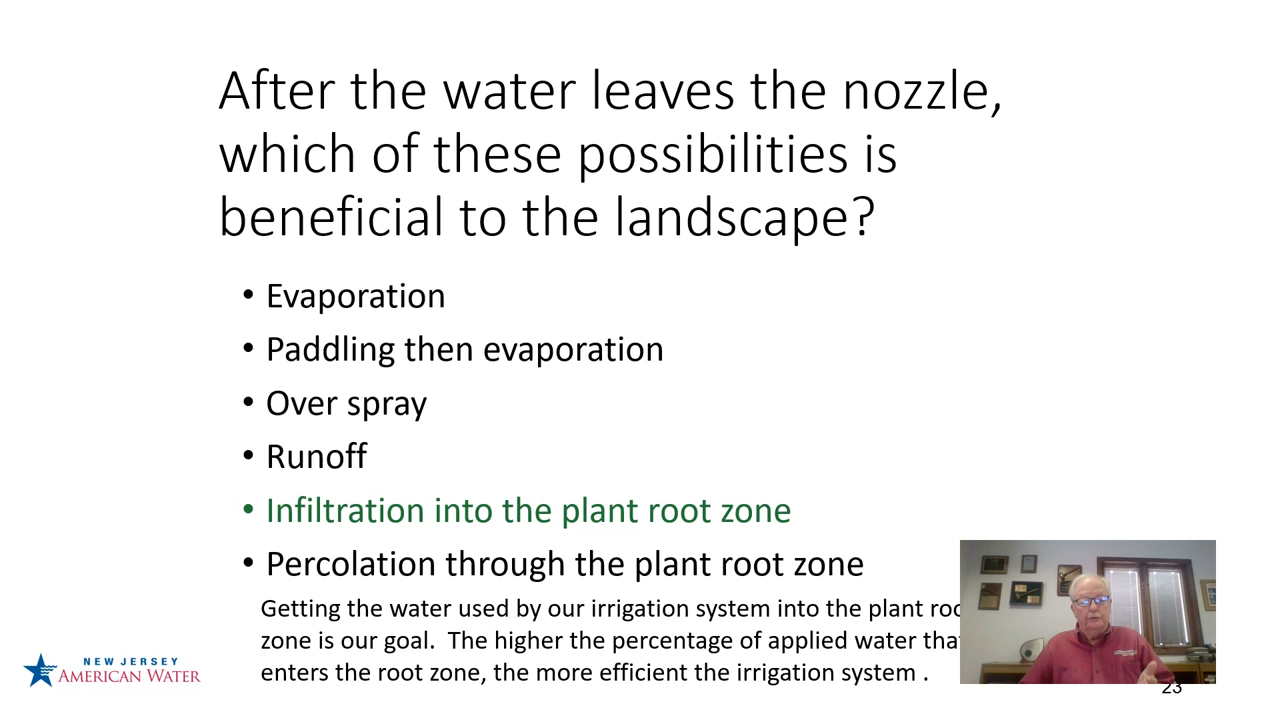 After the water leaves the nozzle,
which of these possibilities is
beneficial to the landscape?
• Evaporation
• Paddling then evaporation
• Over spray
• Runoff
• Infiltration into the plant root zone
• Percolation through the plant root zone
Getting the water used by our irrigation system into the plant
zone is our goal. The higher the percentage of applied water
enters the root zone, the more efficient the irrigation system .
NEW JERSEY
AMERICAN WATER
23